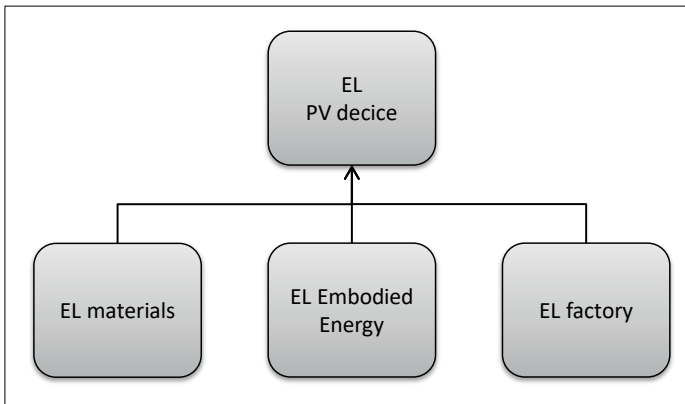 EL
PV decice
EL materials
EL Embodied
Energy
EL factory